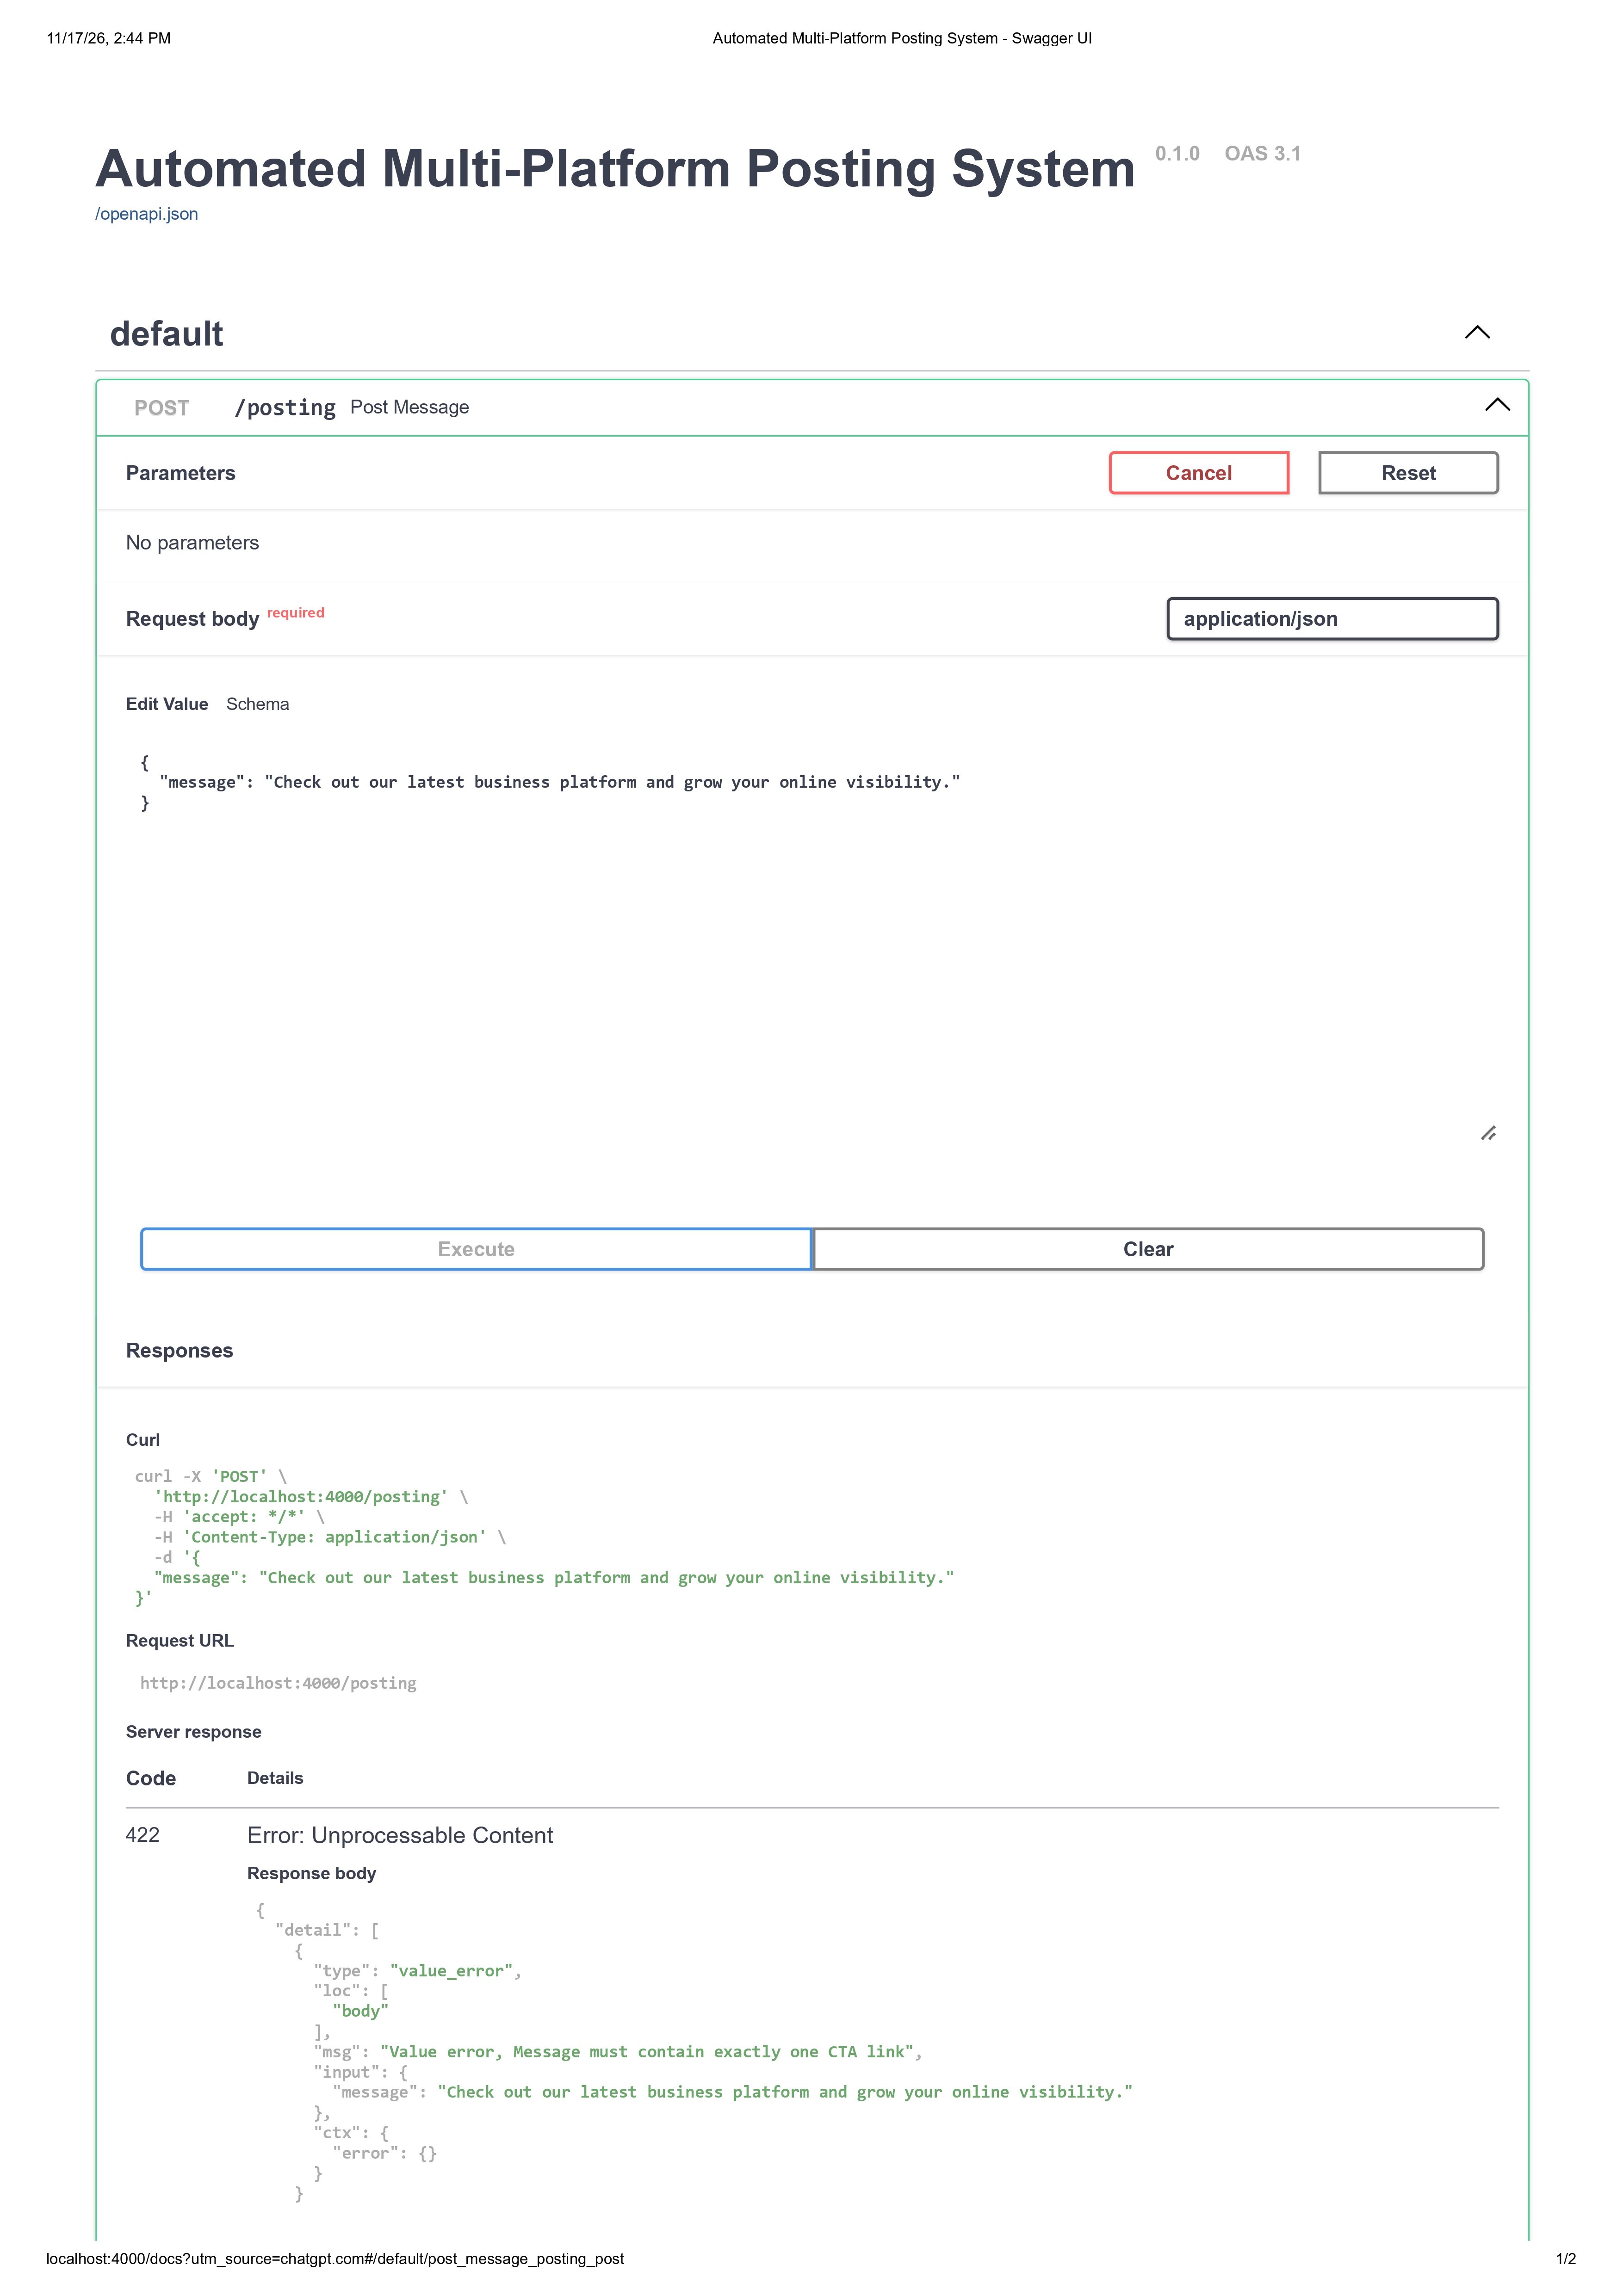 11/17/26, 2:44 PM
Automated Multi-Platform Posting System - Swagger UI
Automated Multi-Platform Posting System 0.1.0 OAS 3.1
/openapi.json
default
POST /posting Post Message
Parameters
Cancel
Reset
No parameters
Request body required
application/json
Edit Value Schema
{
  "message": "Check out our latest business platform and grow your online visibility."
}
Execute
Clear
Responses
Curl
curl -X 'POST' \
  'http://localhost:4000/posting' \
  -H 'accept: */*' \
  -H 'Content-Type: application/json' \
  -d '{
  "message": "Check out our latest business platform and grow your online visibility."
}'
Request URL
http://localhost:4000/posting
Server response
Code Details
422 Error: Unprocessable Content
Response body
{
  "detail": [
    {
      "type": "value_error",
      "loc": [
        "body"
      ],
      "msg": "Value error, Message must contain exactly one CTA link",
      "input": {
        "message": "Check out our latest business platform and grow your online visibility."
      },
      "ctx": {
        "error": {}
      }
    }
localhost:4000/docs?utm_source=chatgpt.com#/default/post_message_posting_post
1/2